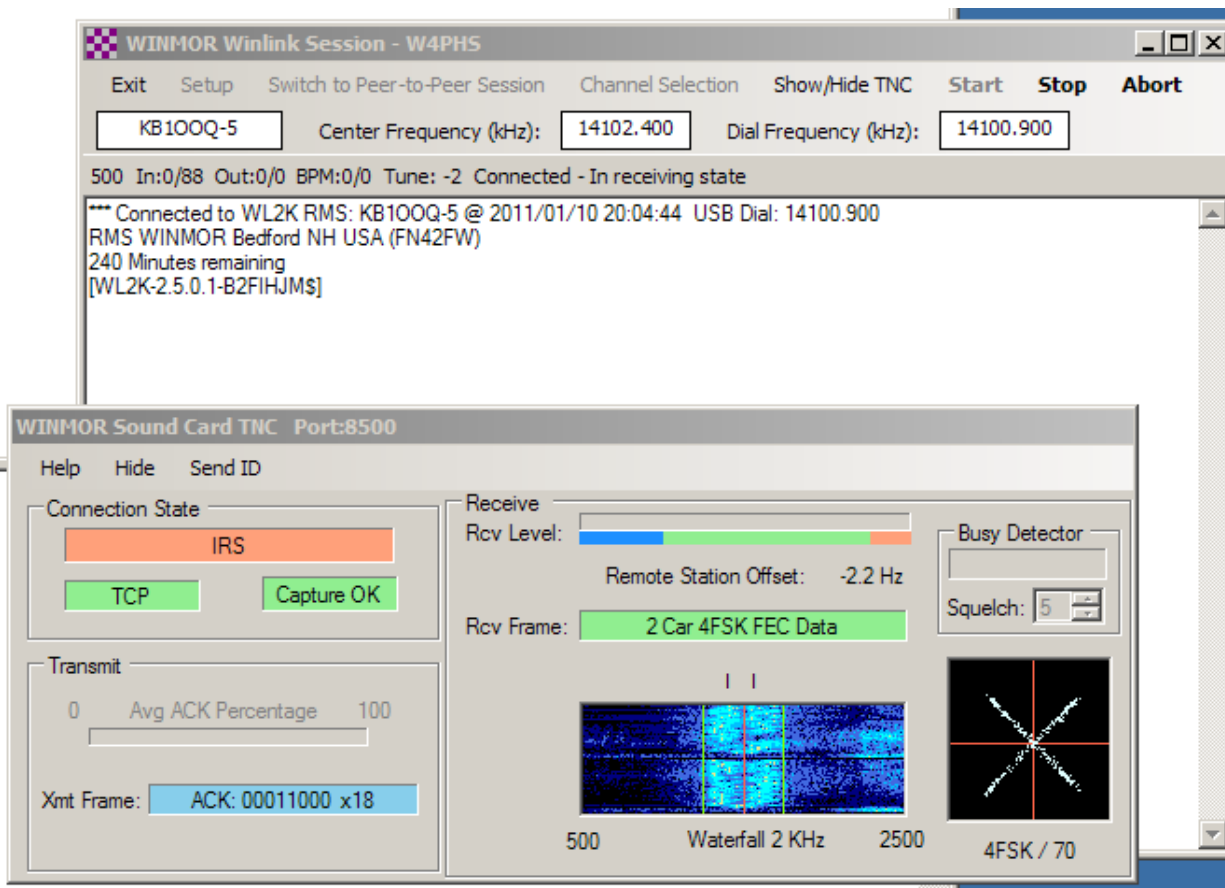 WINMOR Winlink Session - W4PHS
Exit Setup Switch to Peer-to-Peer Session Channel Selection Show/Hide TNC Start Stop Abort
KB1OOQ-5 Center Frequency (kHz): 14102.400 Dial Frequency (kHz): 14100.900
500 In:0/88 Out:0/0 BPM:0/0 Tune: -2 Connected - In receiving state
*** Connected to WL2K RMS: KB1OOQ-5 @ 2011/01/10 20:04:44 USB Dial: 14100.900
RMS WINMOR Bedford NH USA (FN42FW)
240 Minutes remaining
[WL2K-2.5.0.1-B2FIHJM$]
WINMOR Sound Card TNC Port:8500
Help Hide Send ID
Connection State
IRS
TCP Capture OK
Transmit
0 Avg ACK Percentage 100
Xmt Frame: ACK: 00011000 x18
Receive
Rcv Level:
Remote Station Offset: -2.2 Hz
Rcv Frame: 2 Car 4FSK FEC Data
500 Waterfall 2 KHz 2500
Busy Detector
Squelch: 5
4FSK / 70